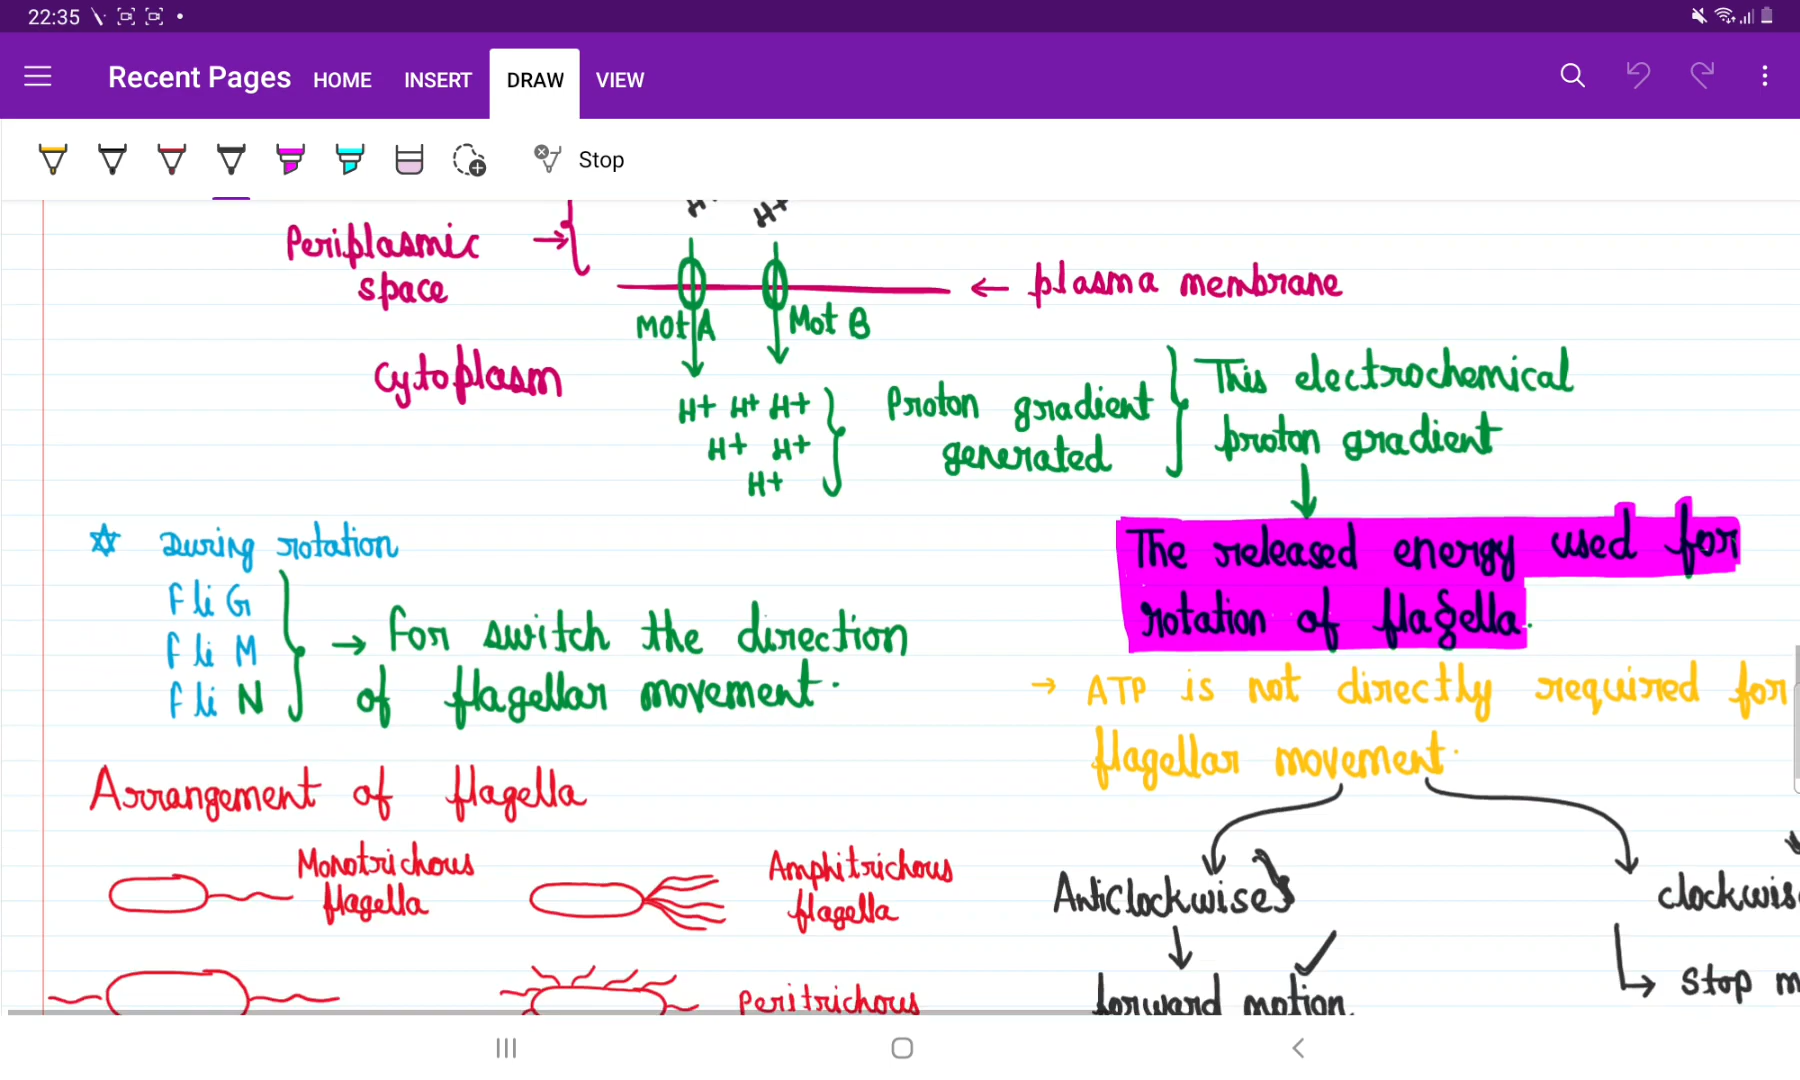 22:35
Recent Pages HOME INSERT DRAW VIEW
Stop
H+ H+
Periplasmic
space
← plasma membrane
Mot A Mot B
Cytoplasm
H+ H+ H+
H+ H+
H+
Proton gradient
generated
This electrochemical
proton gradient
The released energy used for
rotation of flagella.
→ ATP is not directly required for
flagellar movement.
☆ During rotation
fli G
fli M
fli N
→ for switch the direction
of flagellar movement.
Arrangement of flagella
Monotrichous
flagella
Amphitrichous
flagella
Peritrichous
Anticlockwise
forward motion
clockwis
stop m